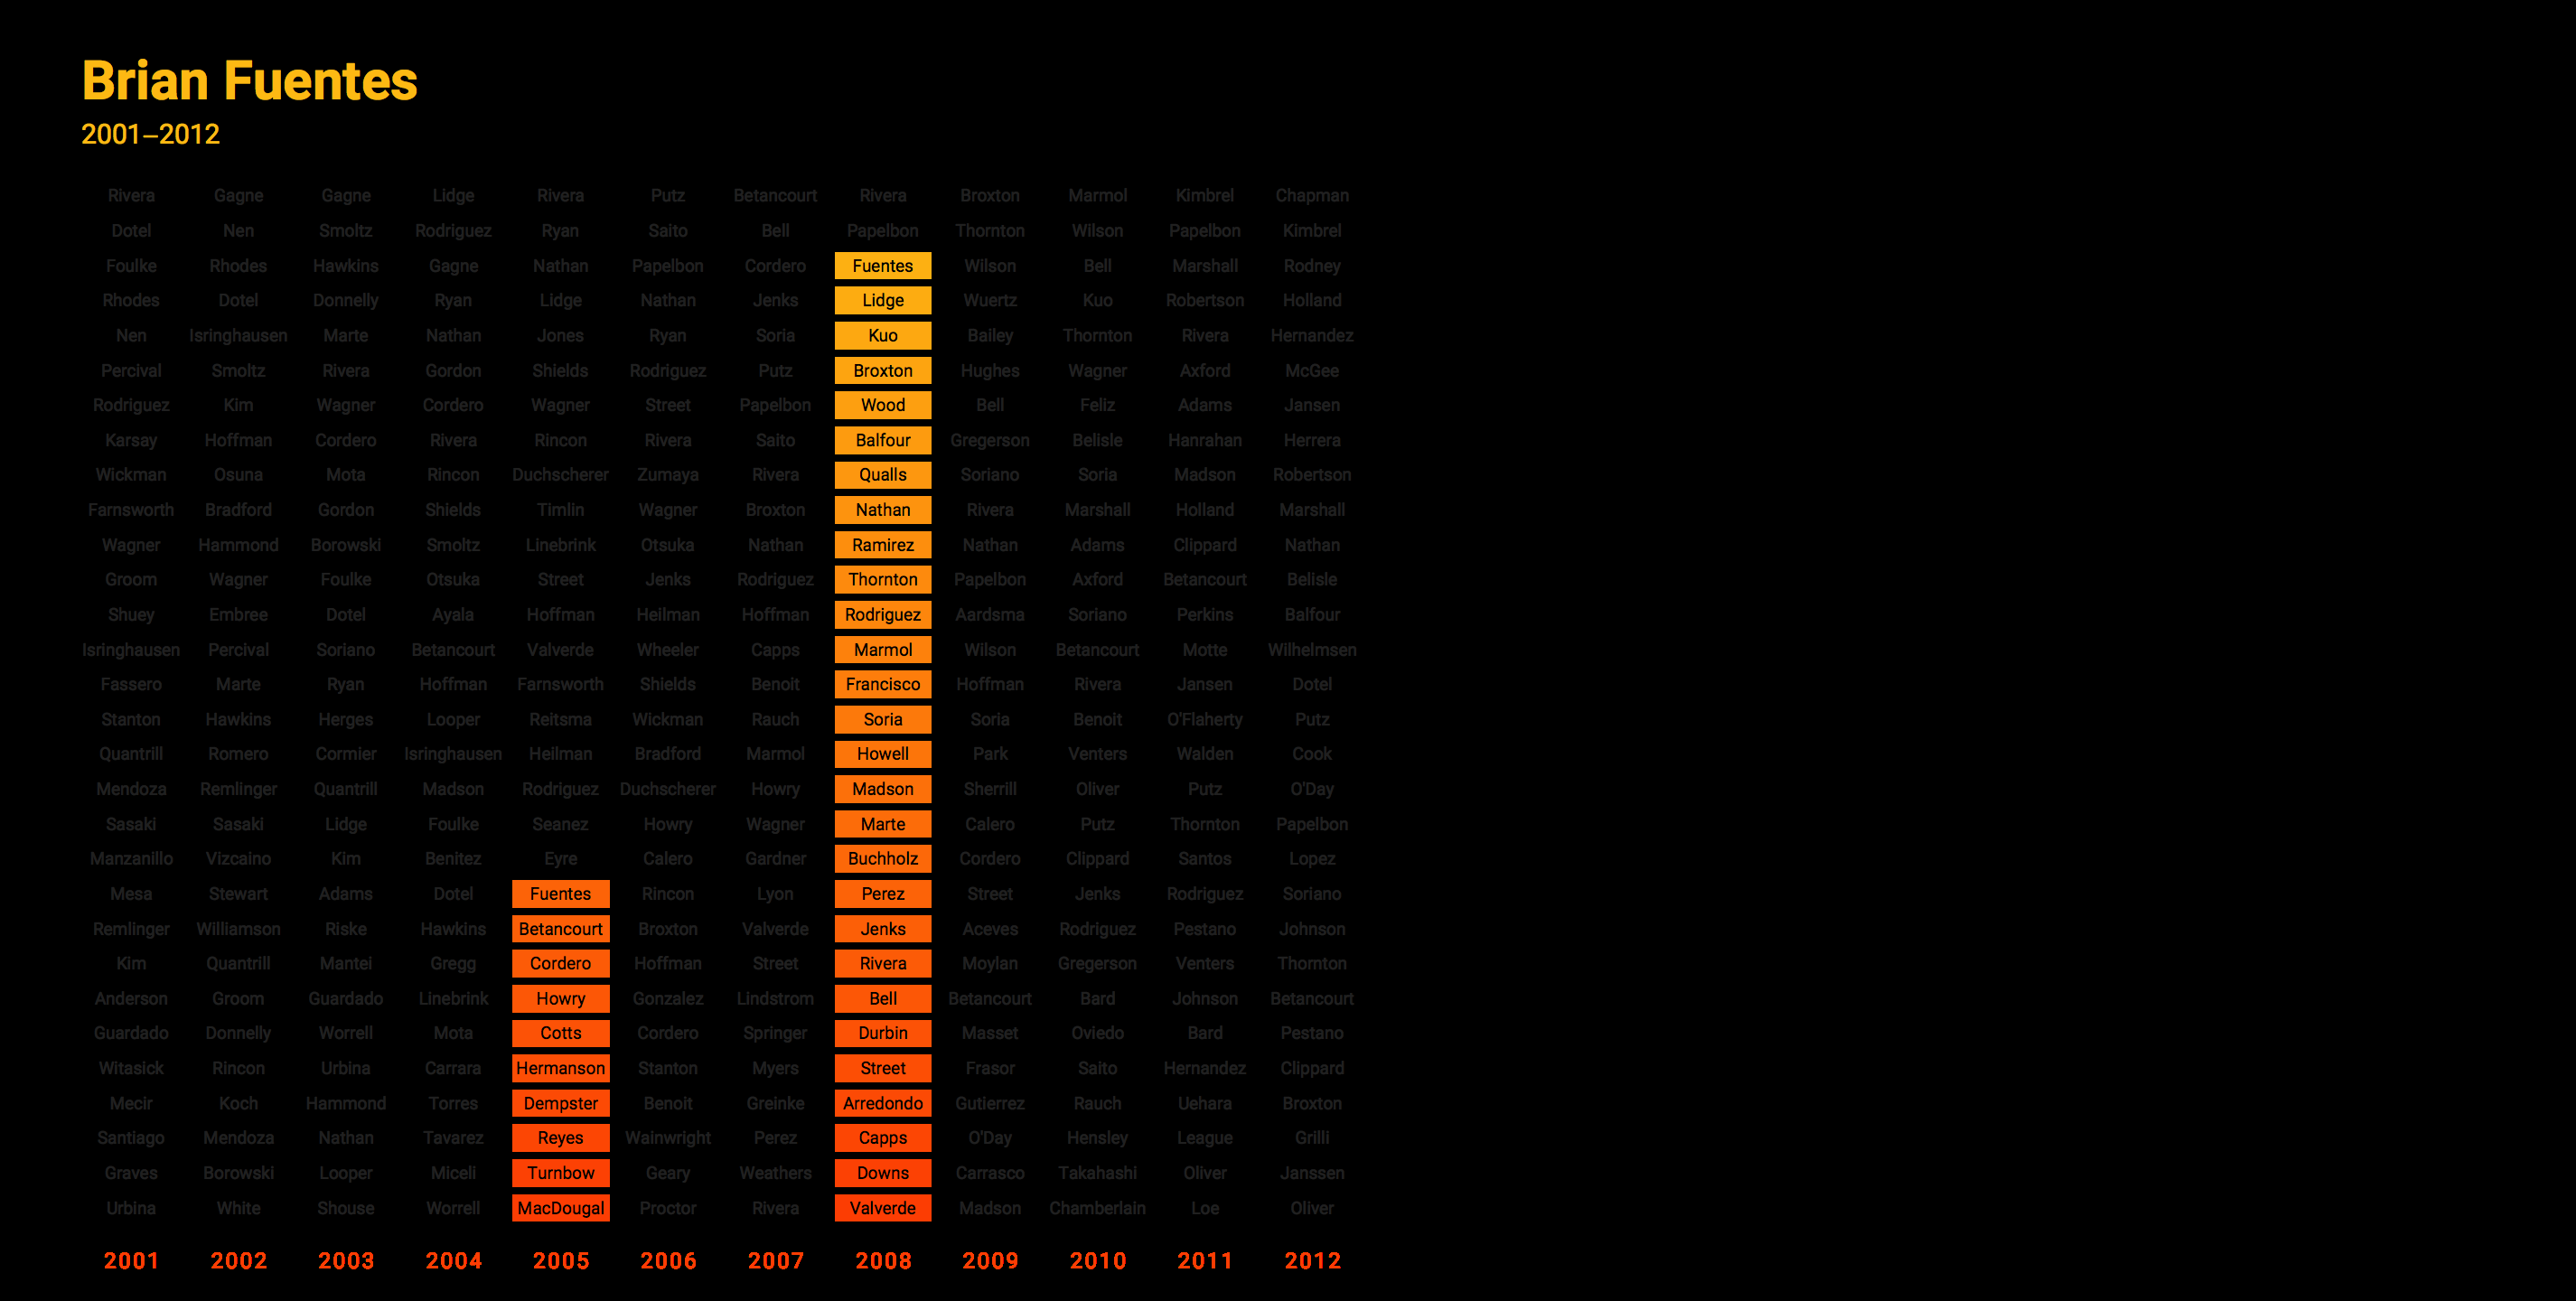 Brian Fuentes
2001–2012
Rivera Gagne Gagne Lidge Rivera Putz Betancourt Rivera Broxton Marmol Kimbrel Chapman
Dotel Nen Smoltz Rodriguez Ryan Saito Bell Papelbon Thornton Wilson Papelbon Kimbrel
Foulke Rhodes Hawkins Gagne Nathan Papelbon Cordero Fuentes Wilson Bell Marshall Rodney
Rhodes Dotel Donnelly Ryan Lidge Nathan Jenks Lidge Wuertz Kuo Robertson Holland
Nen Isringhausen Marte Nathan Jones Ryan Soria Kuo Bailey Thornton Rivera Hernandez
Percival Smoltz Rivera Gordon Shields Rodriguez Putz Broxton Hughes Wagner Axford McGee
Rodriguez Kim Wagner Cordero Wagner Street Papelbon Wood Bell Feliz Adams Jansen
Karsay Hoffman Cordero Rivera Rincon Rivera Saito Balfour Gregerson Belisle Hanrahan Herrera
Wickman Osuna Mota Rincon Duchscherer Zumaya Rivera Qualls Soriano Soria Madson Robertson
Farnsworth Bradford Gordon Shields Timlin Wagner Broxton Nathan Rivera Marshall Holland Marshall
Wagner Hammond Borowski Smoltz Linebrink Otsuka Nathan Ramirez Nathan Adams Clippard Nathan
Groom Wagner Foulke Otsuka Street Jenks Rodriguez Thornton Papelbon Axford Betancourt Belisle
Shuey Embree Dotel Ayala Hoffman Heilman Hoffman Rodriguez Aardsma Soriano Perkins Balfour
Isringhausen Percival Soriano Betancourt Valverde Wheeler Capps Marmol Wilson Betancourt Motte Wilhelmsen
Fassero Marte Ryan Hoffman Farnsworth Shields Benoit Francisco Hoffman Rivera Jansen Dotel
Stanton Hawkins Herges Looper Reitsma Wickman Rauch Soria Soria Benoit O'Flaherty Putz
Quantrill Romero Cormier Isringhausen Heilman Bradford Marmol Howell Park Venters Walden Cook
Mendoza Remlinger Quantrill Madson Rodriguez Duchscherer Howry Madson Sherrill Oliver Putz O'Day
Sasaki Sasaki Lidge Foulke Seanez Howry Wagner Marte Calero Putz Thornton Papelbon
Manzanillo Vizcaino Kim Benitez Eyre Calero Gardner Buchholz Cordero Clippard Santos Lopez
Mesa Stewart Adams Dotel Fuentes Rincon Lyon Perez Street Jenks Rodriguez Soriano
Remlinger Williamson Riske Hawkins Betancourt Broxton Valverde Jenks Aceves Rodriguez Pestano Johnson
Kim Quantrill Mantei Gregg Cordero Hoffman Street Rivera Moylan Gregerson Venters Thornton
Anderson Groom Guardado Linebrink Howry Gonzalez Lindstrom Bell Betancourt Bard Johnson Betancourt
Guardado Donnelly Worrell Mota Cotts Cordero Springer Durbin Masset Oviedo Bard Pestano
Witasick Rincon Urbina Carrara Hermanson Stanton Myers Street Frasor Saito Hernandez Clippard
Mecir Koch Hammond Torres Dempster Benoit Greinke Arredondo Gutierrez Rauch Uehara Broxton
Santiago Mendoza Nathan Tavarez Reyes Wainwright Perez Capps O'Day Hensley League Grilli
Graves Borowski Looper Miceli Turnbow Geary Weathers Downs Carrasco Takahashi Oliver Janssen
Urbina White Shouse Worrell MacDougal Proctor Rivera Valverde Madson Chamberlain Loe Oliver
2001 2002 2003 2004 2005 2006 2007 2008 2009 2010 2011 2012